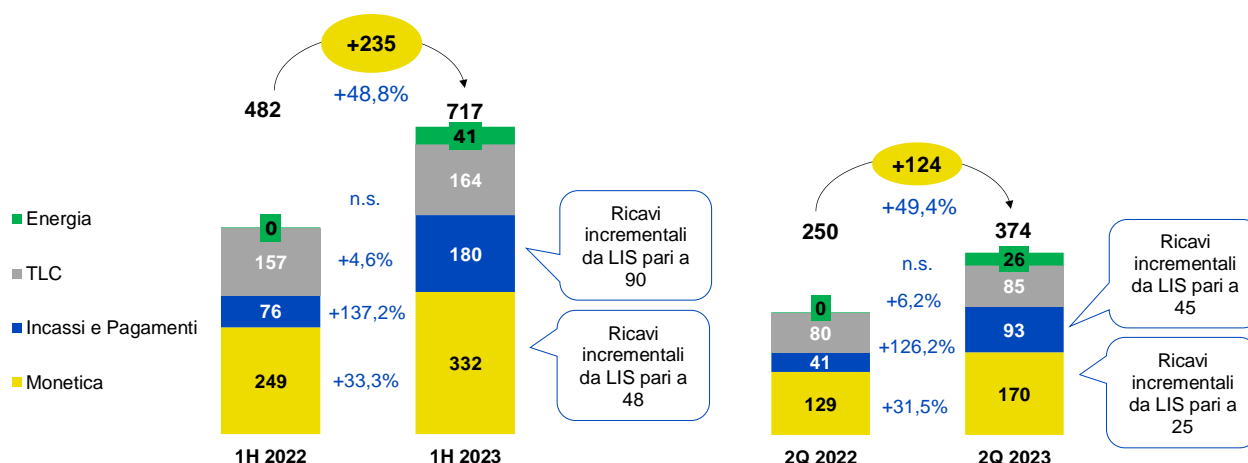 +235
+48,8%
482
717
41
164
n.s.
Energia
0
TLC
157
+4,6%
180
Ricavi
incrementali
da LIS pari a
90
Incassi e Pagamenti
76
+137,2%
Monetica
249
+33,3%
332
Ricavi
incrementali
da LIS pari a
48
1H 2022
1H 2023
+124
+49,4%
250
374
n.s.
26
0
+6,2%
85
80
+126,2%
93
41
Ricavi
incrementali
da LIS pari a
45
129
+31,5%
170
Ricavi
incrementali
da LIS pari a
25
2Q 2022
2Q 2023